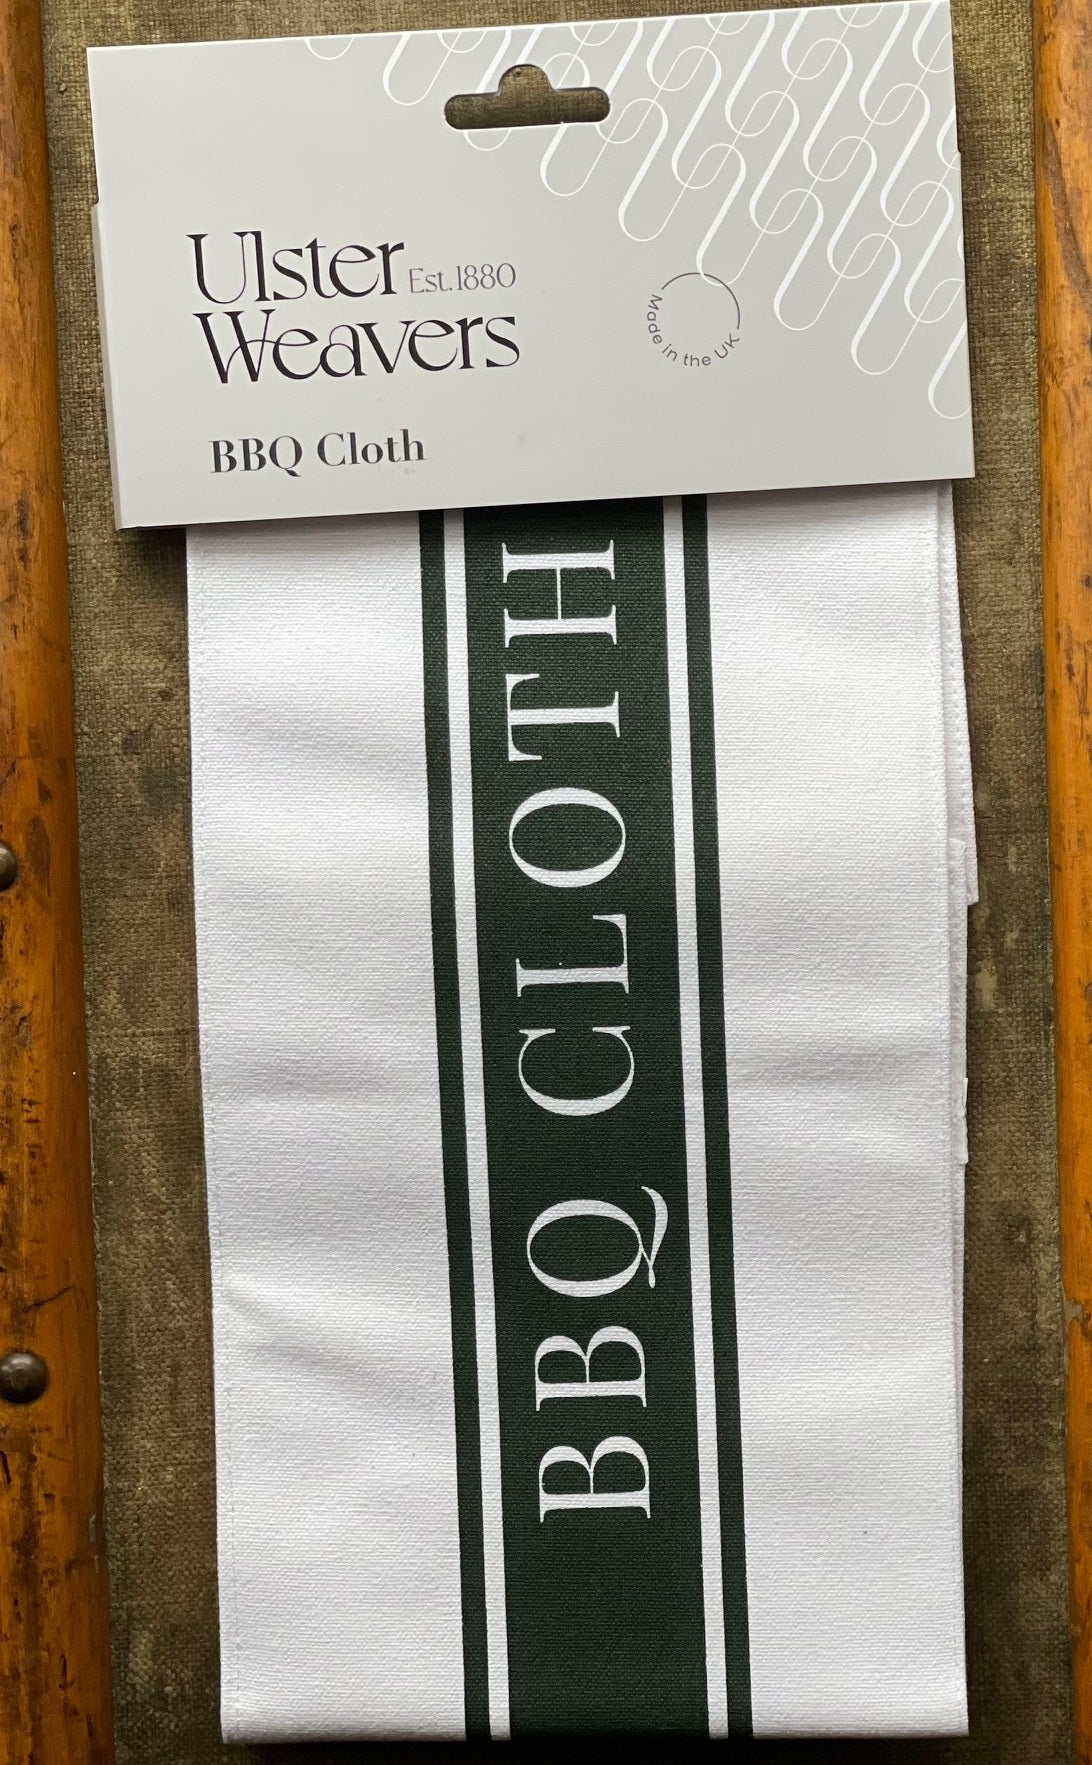 Ulster Est.1880
Weavers
Made in the UK
BBQ Cloth
BBQ CLOTH